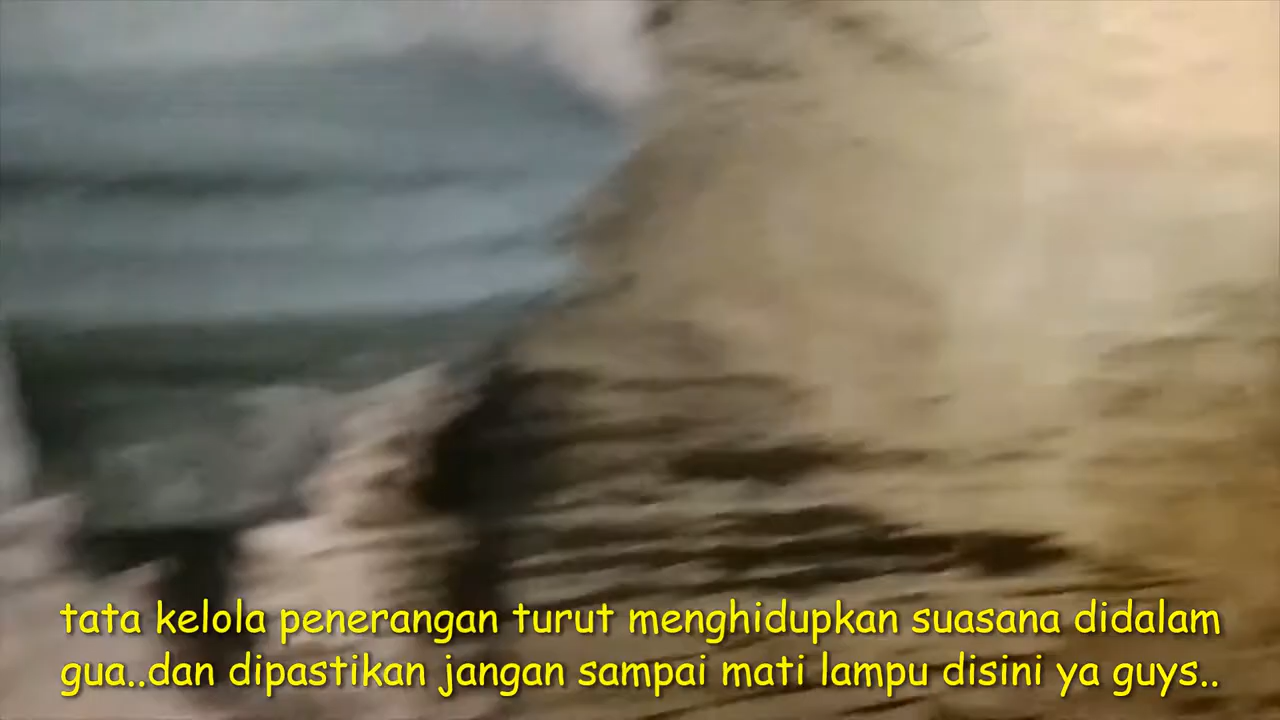 tata kelola penerangan turut menghidupkan suasana didalam
gua..dan dipastikan jangan sampai mati lampu disini ya guys..